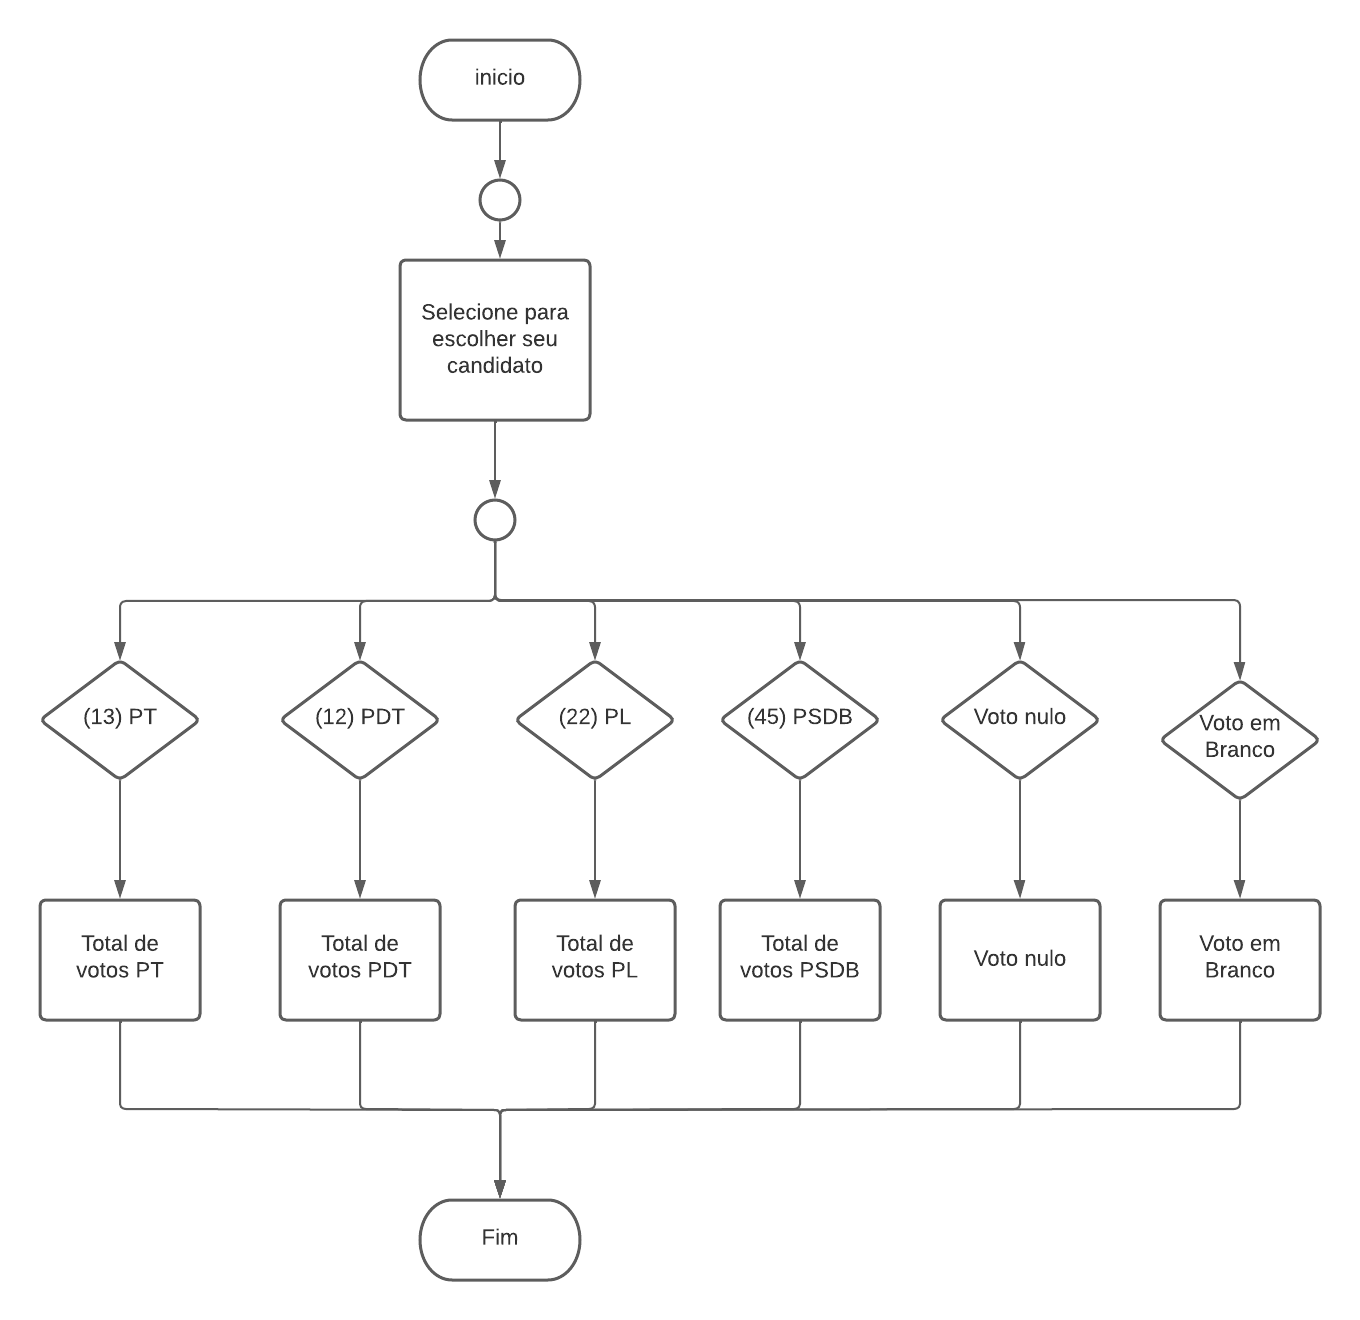 inicio
Selecione para
escolher seu
candidato
(13) PT
(12) PDT
(22) PL
(45) PSDB
Voto nulo
Voto em
Branco
Total de
votos PT
Total de
votos PDT
Total de
votos PL
Total de
votos PSDB
Voto nulo
Voto em
Branco
Fim